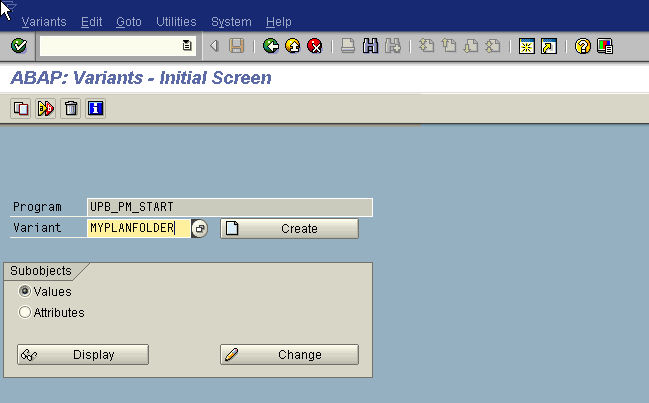 Variants Edit Goto Utilities System Help
ABAP: Variants - Initial Screen
Program UPB_PM_START
Variant MYPLANFOLDER Create
Subobjects
Values
Attributes
Display Change